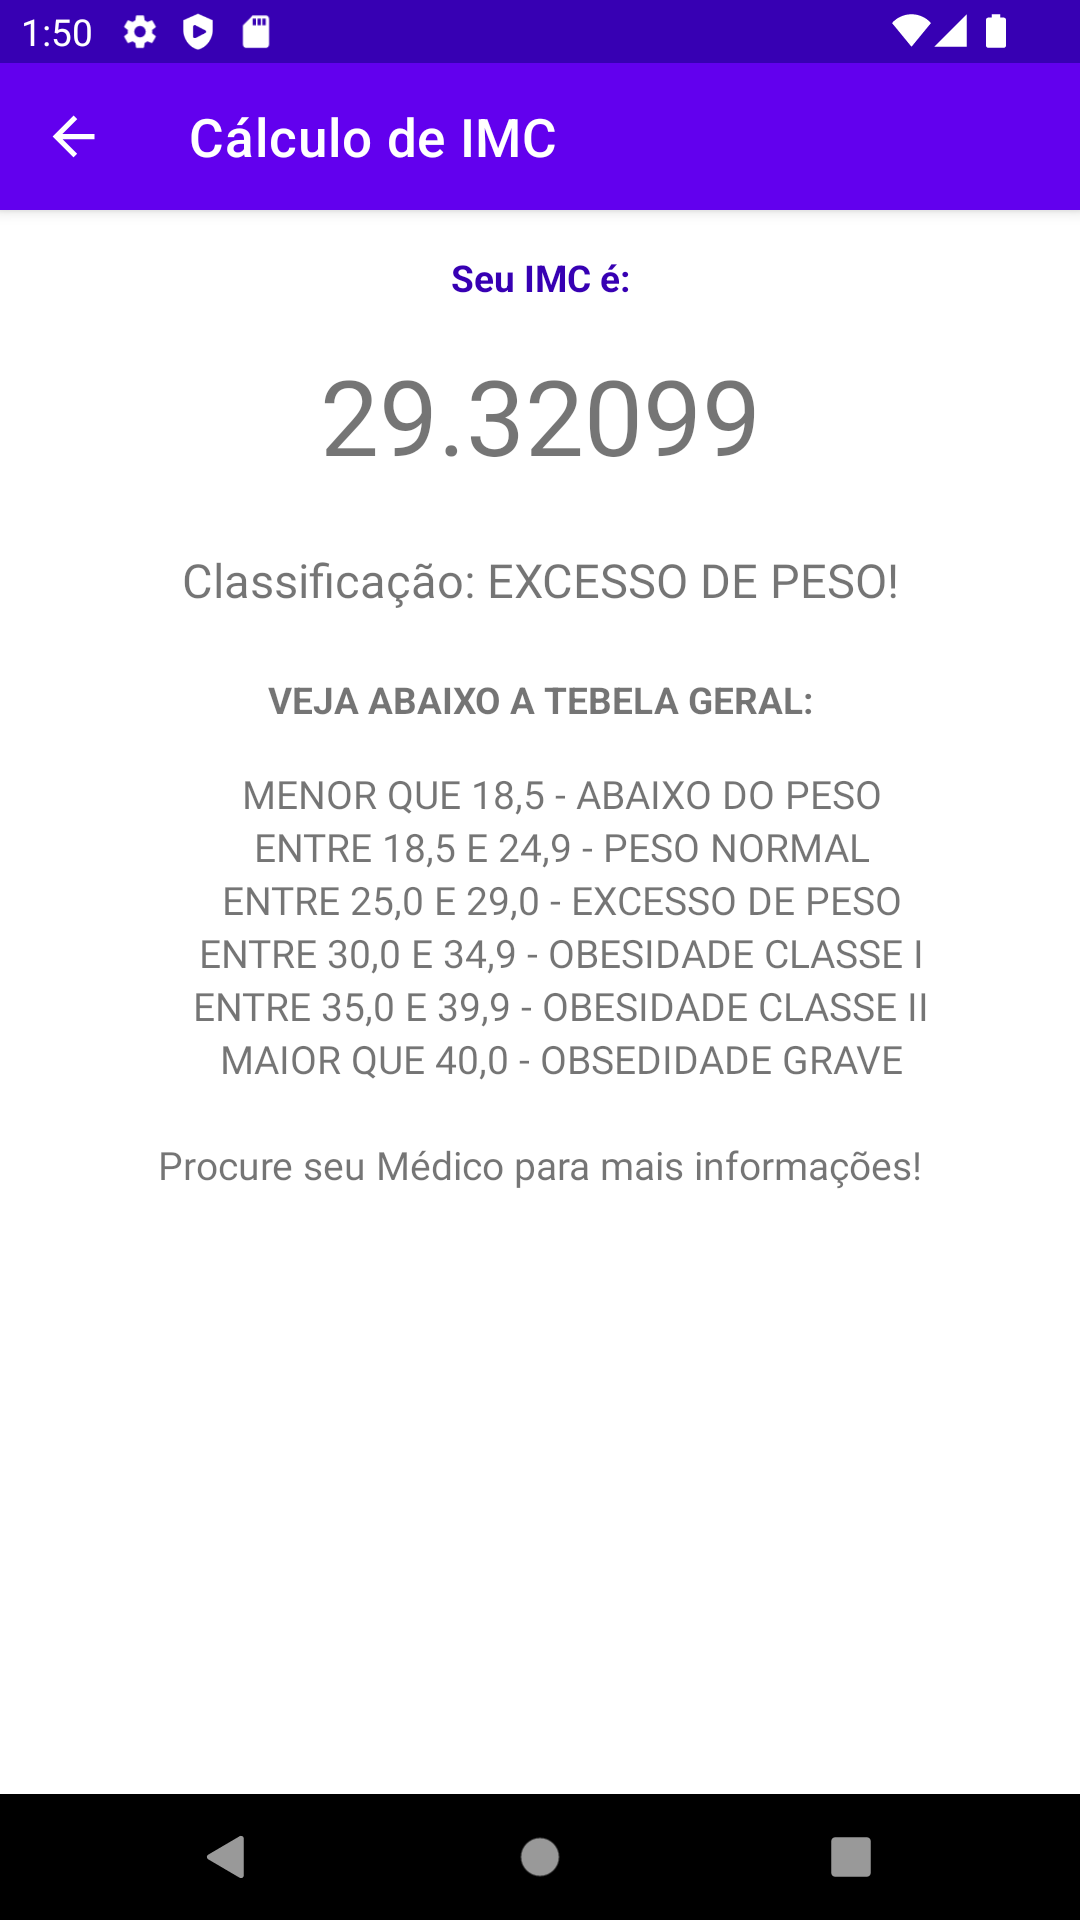 1:50
Cálculo de IMC
Seu IMC é:
29.32099
Classificação: EXCESSO DE PESO!
VEJA ABAIXO A TEBELA GERAL:
MENOR QUE 18,5 - ABAIXO DO PESO
ENTRE 18,5 E 24,9 - PESO NORMAL
ENTRE 25,0 E 29,0 - EXCESSO DE PESO
ENTRE 30,0 E 34,9 - OBESIDADE CLASSE I
ENTRE 35,0 E 39,9 - OBESIDADE CLASSE II
MAIOR QUE 40,0 - OBSEDIDADE GRAVE
Procure seu Médico para mais informações!